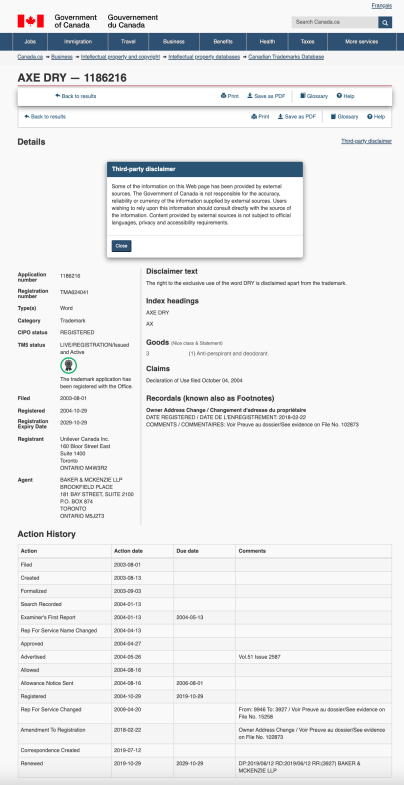 Français
Government Gouvernement
of Canada du Canada
Search Canada.ca
Jobs Immigration Travel Business Benefits Health Taxes More services
Canada.ca ➔ Business ➔ Intellectual property and copyright ➔ Intellectual property databases ➔ Canadian Trademarks Database
AXE DRY — 1186216
Back to results Print Save as PDF Glossary Help
Back to results Print Save as PDF Glossary Help
Details Third-party disclaimer
Third-party disclaimer
Some of the information on this Web page has been provided by external
sources. The Government of Canada is not responsible for the accuracy,
reliability or currency of the information supplied by external sources. Users
wishing to rely upon this information should consult directly with the source of
the information. Content provided by external sources is not subject to official
languages, privacy and accessibility requirements.
Close
Application
number 1186216
Registration
number TMA624041
Type(s) Word
Category Trademark
CIPO status REGISTERED
TM5 status LIVE/REGISTRATION/Issued
and Active
The trademark application has
been registered with the Office.
Filed 2003-08-01
Registered 2004-10-29
Registration
Expiry Date 2029-10-29
Registrant Unilever Canada Inc.
160 Bloor Street East
Suite 1400
Toronto
ONTARIO M4W3R2
Agent BAKER & MCKENZIE LLP
BROOKFIELD PLACE
181 BAY STREET, SUITE 2100
P.O. BOX 874
TORONTO
ONTARIO M5J2T3
Disclaimer text
The right to the exclusive use of the word DRY is disclaimed apart from the trademark.
Index headings
AXE DRY
AX
Goods (Nice class & Statement)
3 (1) Anti-perspirant and deodorant.
Claims
Declaration of Use filed October 04, 2004
Recordals (known also as Footnotes)
Owner Address Change / Changement d'adresse du propriétaire
DATE REGISTERED / DATE DE L'ENREGISTREMENT: 2018-02-22
COMMENTS / COMMENTAIRES: Voir Preuve au dossier/See evidence on File No. 102873
Action History
Action Action date Due date Comments
Filed 2003-08-01
Created 2003-08-13
Formalized 2003-09-03
Search Recorded 2004-01-13
Examiner's First Report 2004-01-13 2004-05-13
Rep For Service Name Changed 2004-04-13
Approved 2004-04-27
Advertised 2004-05-26 Vol.51 Issue 2587
Allowed 2004-08-16
Allowance Notice Sent 2004-08-16 2006-08-01
Registered 2004-10-29 2019-10-29
Rep For Service Changed 2009-04-20 From: 9946 To: 3927 / Voir Preuve au dossier/See evidence on
File No. 15258
Amendment To Registration 2018-02-22 Owner Address Change / Voir Preuve au dossier/See evidence
on File No. 102873
Correspondence Created 2019-07-12
Renewed 2019-10-29 2029-10-29 DP:2019/06/12 RD:2019/06/12 RR:(3927) BAKER &
MCKENZIE LLP